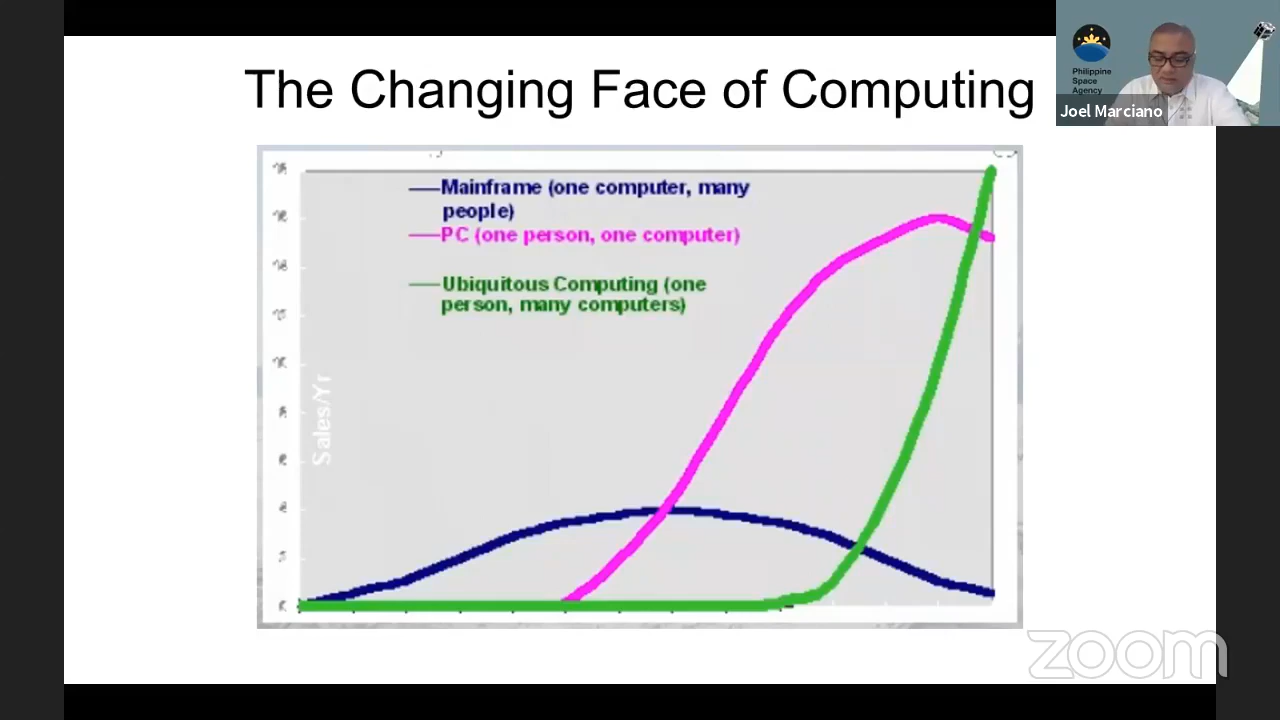 The Changing Face of Computing
Philippine
Space
Agency
Joel Marciano
Mainframe (one computer, many
people)
PC (one person, one computer)
Ubiquitous Computing (one
person, many computers)
Sales/Yr
zoom